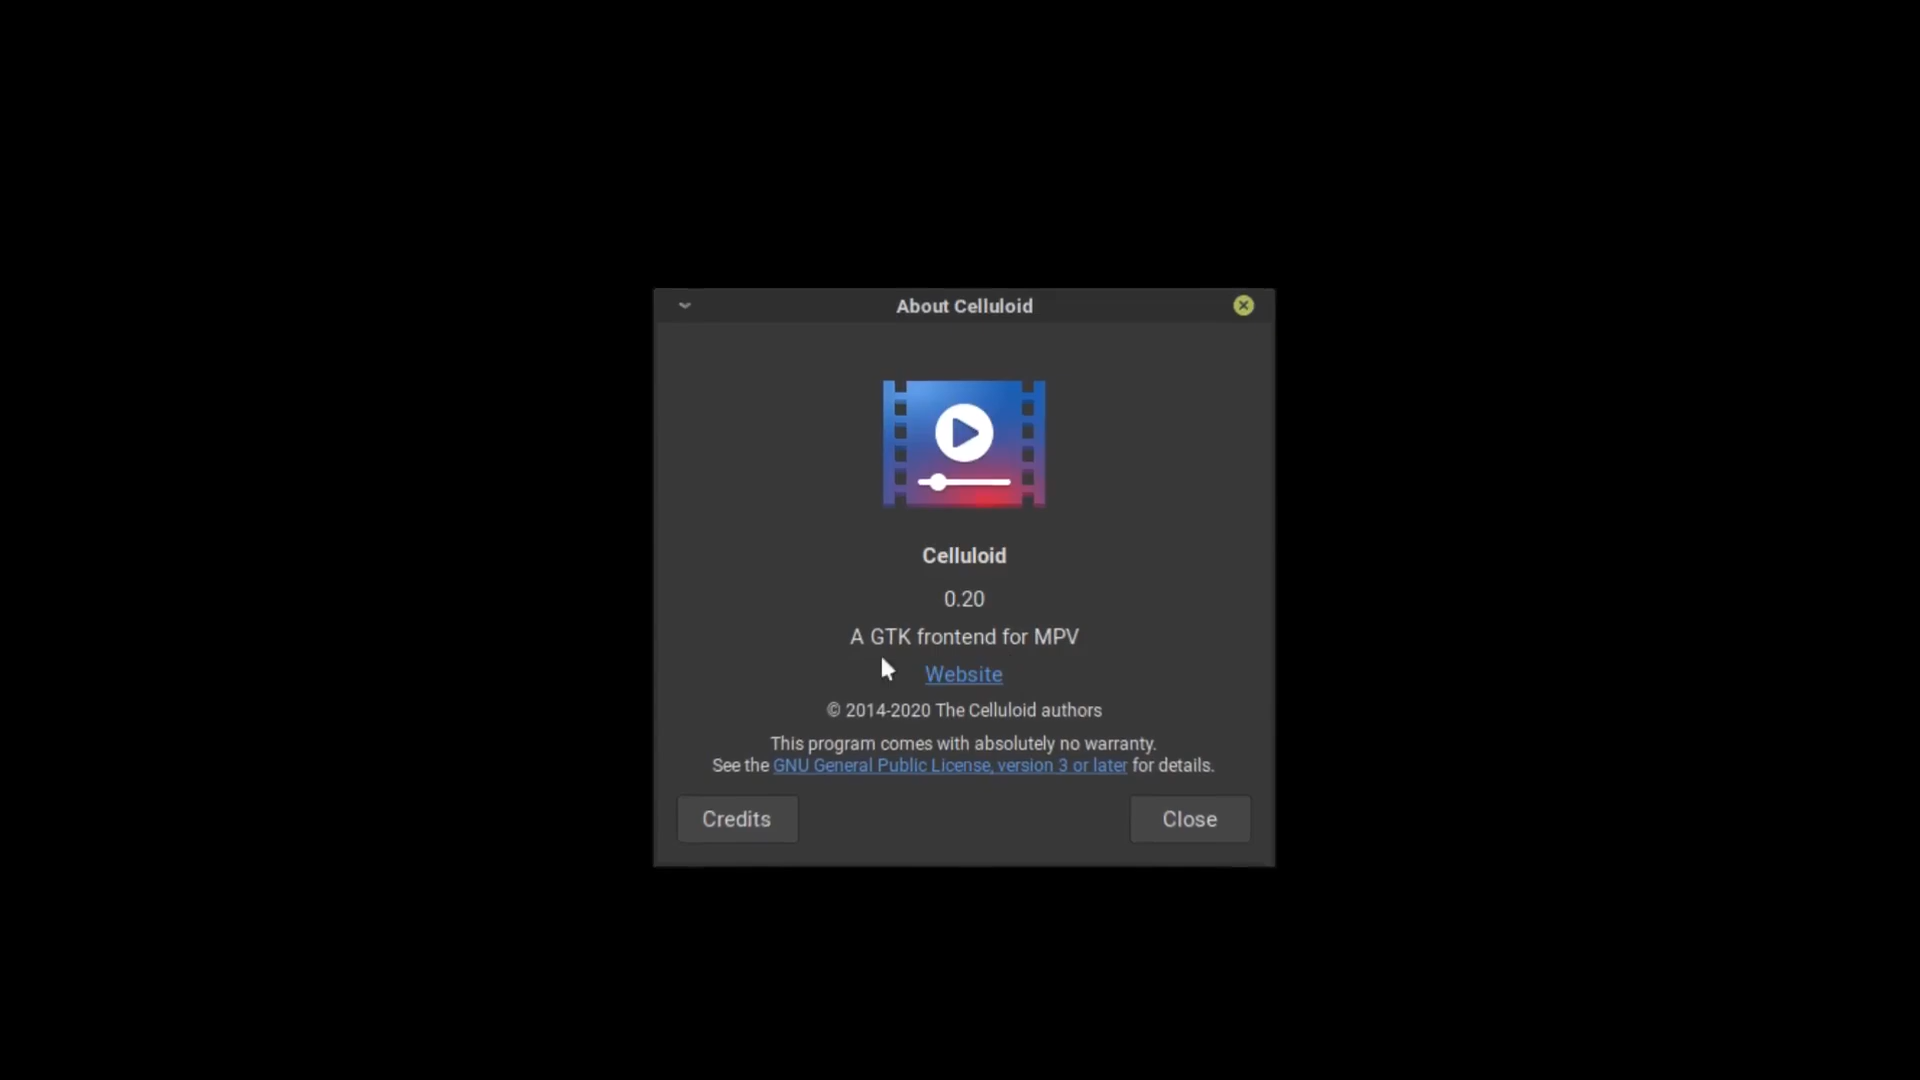 About Celluloid
Celluloid
0.20
A GTK frontend for MPV
Website
© 2014-2020 The Celluloid authors
This program comes with absolutely no warranty.
See the GNU General Public License, version 3 or later for details.
Credits
Close